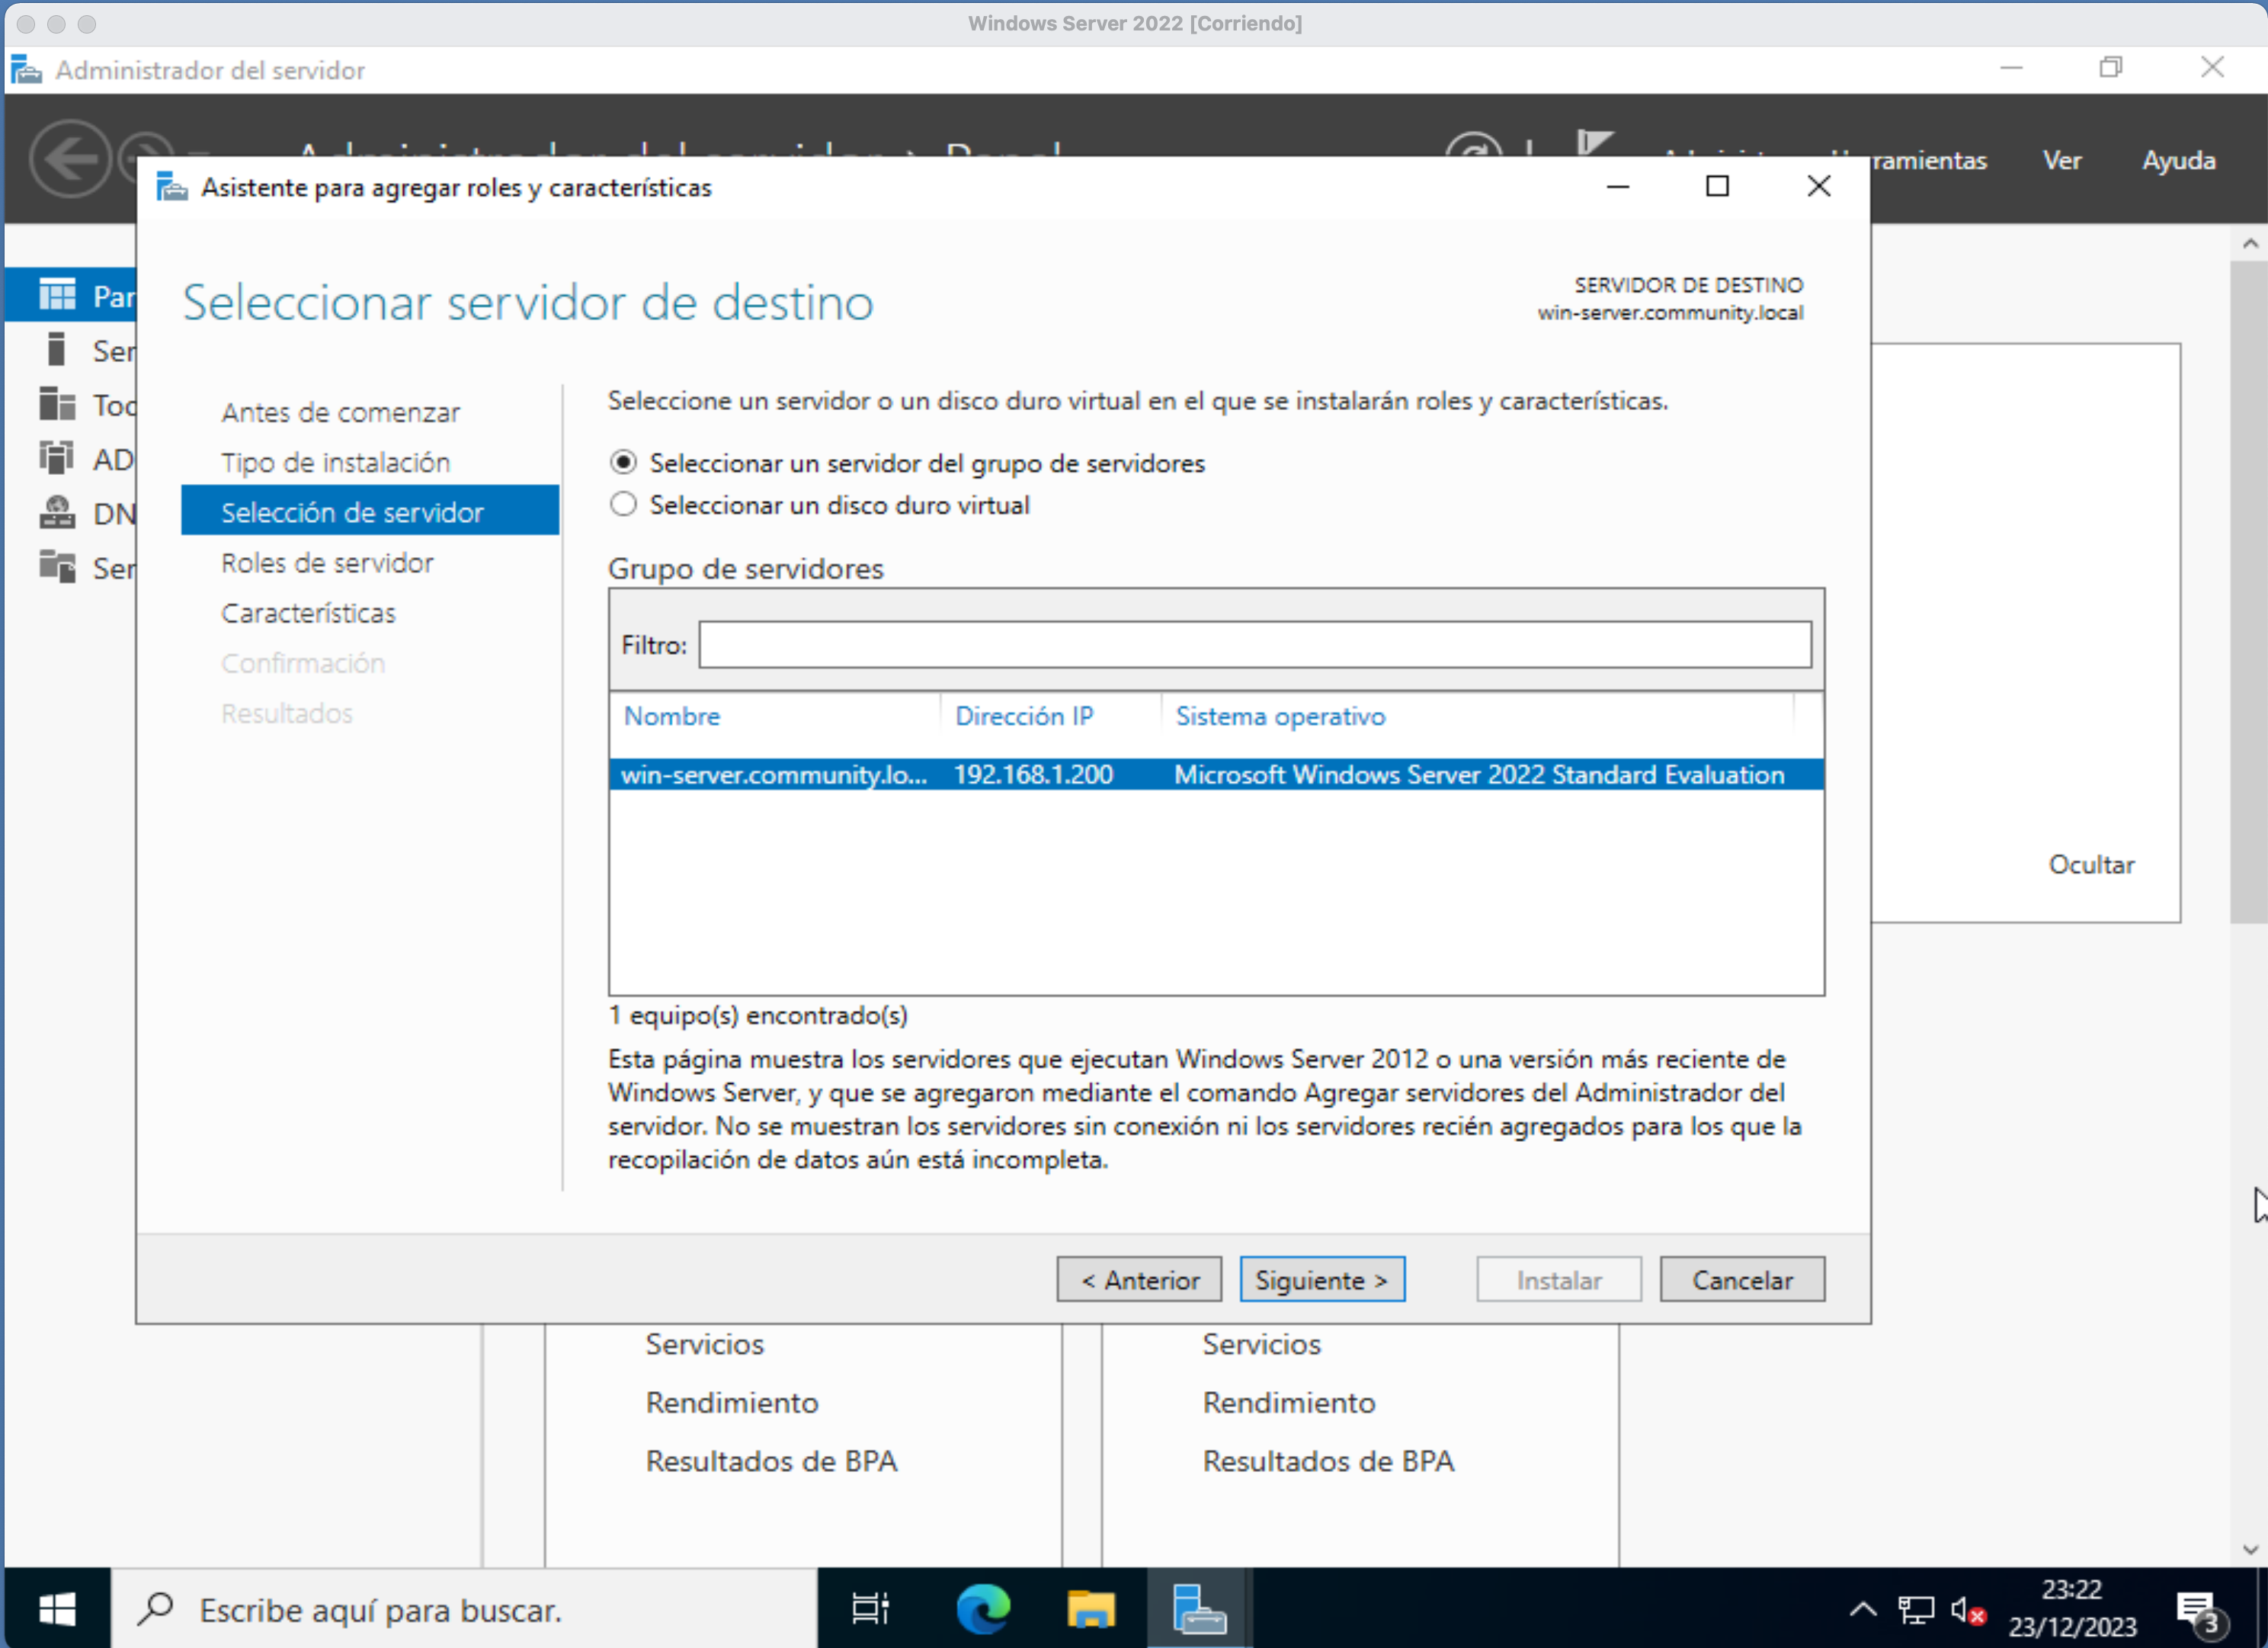 Windows Server 2022 [Corriendo]
Administrador del servidor
Ver
Ayuda
Asistente para agregar roles y características
Seleccionar servidor de destino
SERVIDOR DE DESTINO
win-server.community.local
Antes de comenzar
Tipo de instalación
Selección de servidor
Roles de servidor
Características
Confirmación
Resultados
Seleccione un servidor o un disco duro virtual en el que se instalarán roles y características.
Seleccionar un servidor del grupo de servidores
Seleccionar un disco duro virtual
Grupo de servidores
Filtro:
Nombre Dirección IP Sistema operativo
win-server.community.lo... 192.168.1.200 Microsoft Windows Server 2022 Standard Evaluation
1 equipo(s) encontrado(s)
Esta página muestra los servidores que ejecutan Windows Server 2012 o una versión más reciente de
Windows Server, y que se agregaron mediante el comando Agregar servidores del Administrador del
servidor. No se muestran los servidores sin conexión ni los servidores recién agregados para los que la
recopilación de datos aún está incompleta.
< Anterior
Siguiente >
Instalar
Cancelar
Ocultar
Servicios
Rendimiento
Resultados de BPA
Servicios
Rendimiento
Resultados de BPA
Escribe aquí para buscar.
23:22
23/12/2023
3